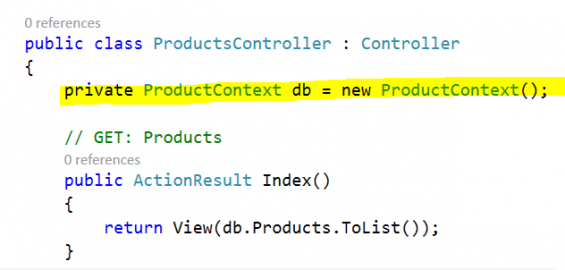 0 references
public class ProductsController : Controller
{
private ProductContext db = new ProductContext();
// GET: Products
0 references
public ActionResult Index()
{
return View(db.Products.ToList());
}